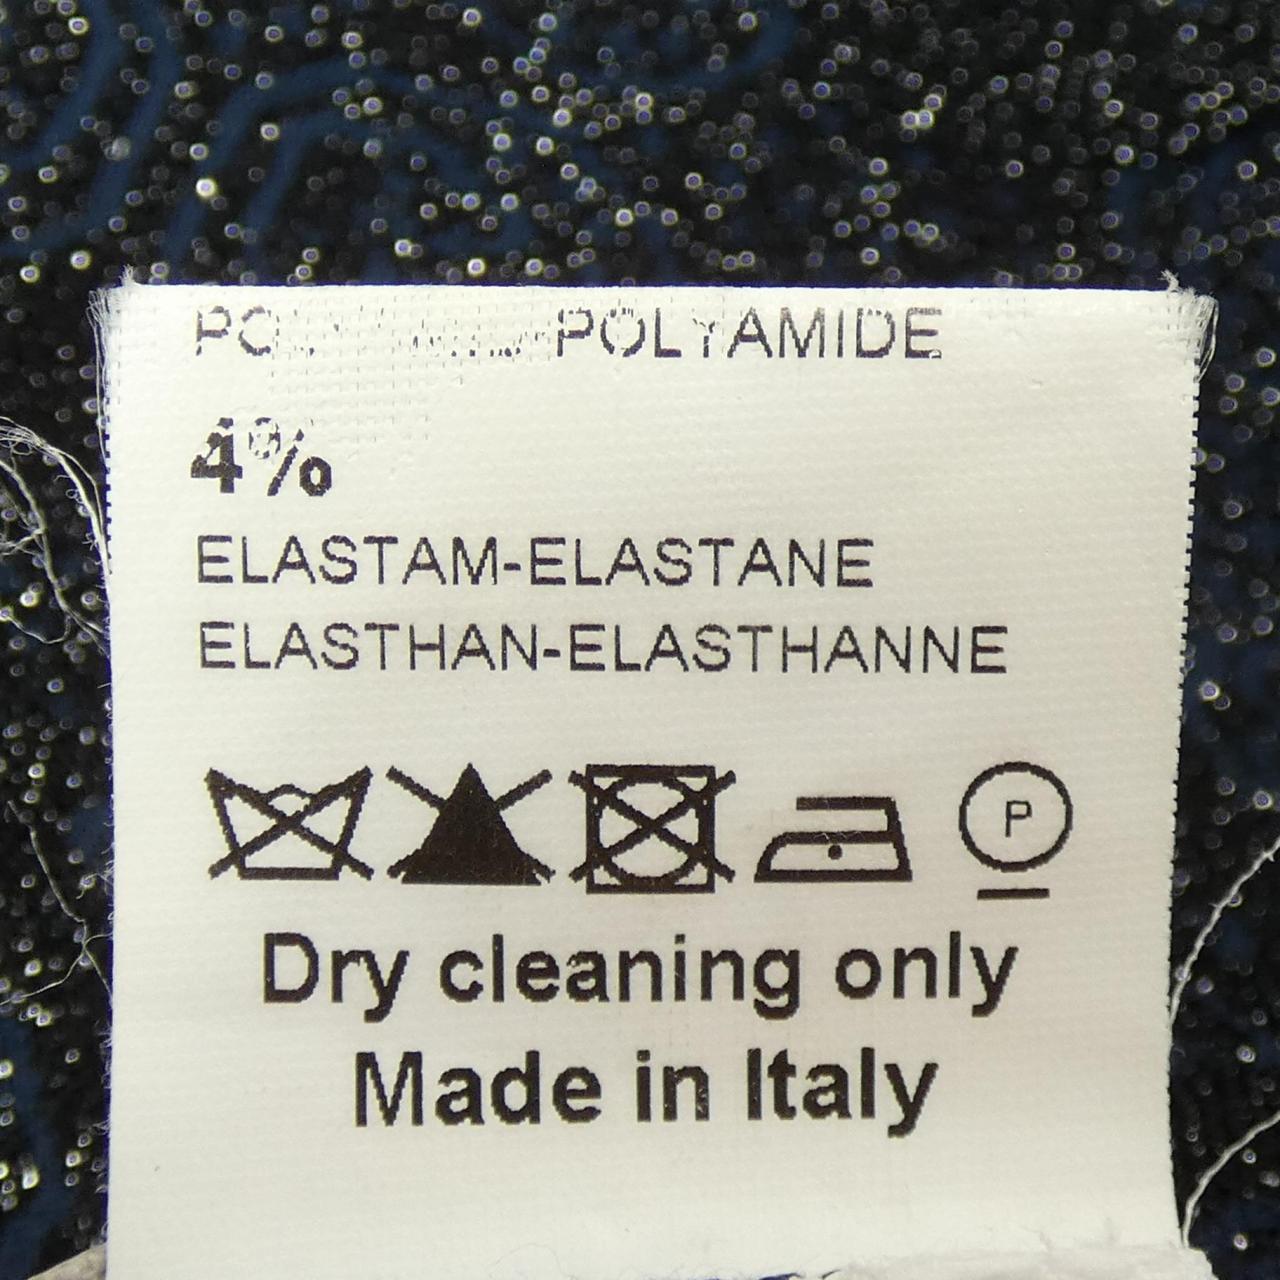 POLYAMIDE
4%
ELASTAM-ELASTANE
ELASTHAN-ELASTHANNE
P
Dry cleaning only
Made in Italy